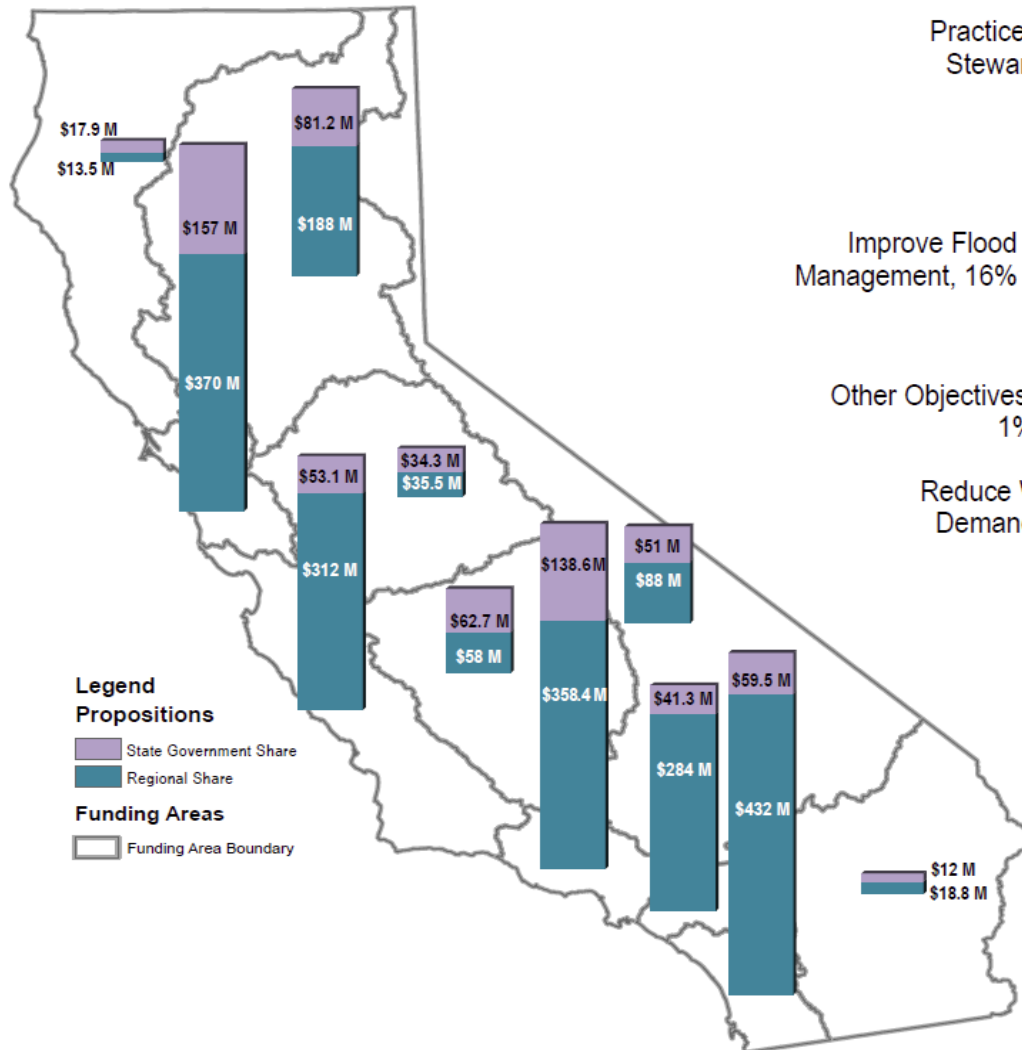 Practice
Stewar
$17.9 M
$13.5 M
$81.2 M
$188 M
$157 M
$370 M
Improve Flood
Management, 16%
Other Objectives
1%
Reduce
Demand
$53.1 M
$312 M
$34.3 M
$35.5 M
$138.6 M
$358.4 M
$51 M
$88 M
$62.7 M
$58 M
$41.3 M
$284 M
$59.5 M
$432 M
$12 M
$18.8 M
Legend
Propositions
State Government Share
Regional Share
Funding Areas
Funding Area Boundary